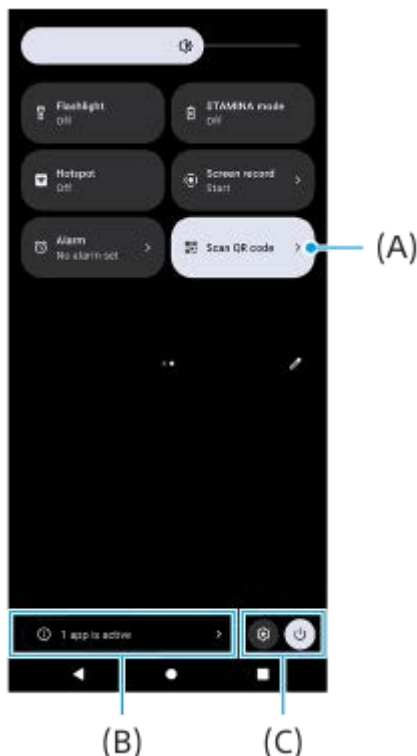 Flashlight
Off
STAMINA mode
Off
Hotspot
Off
Screen record
Start
Alarm
No alarm set
Scan QR code
(A)
1 app is active
(B)
(C)